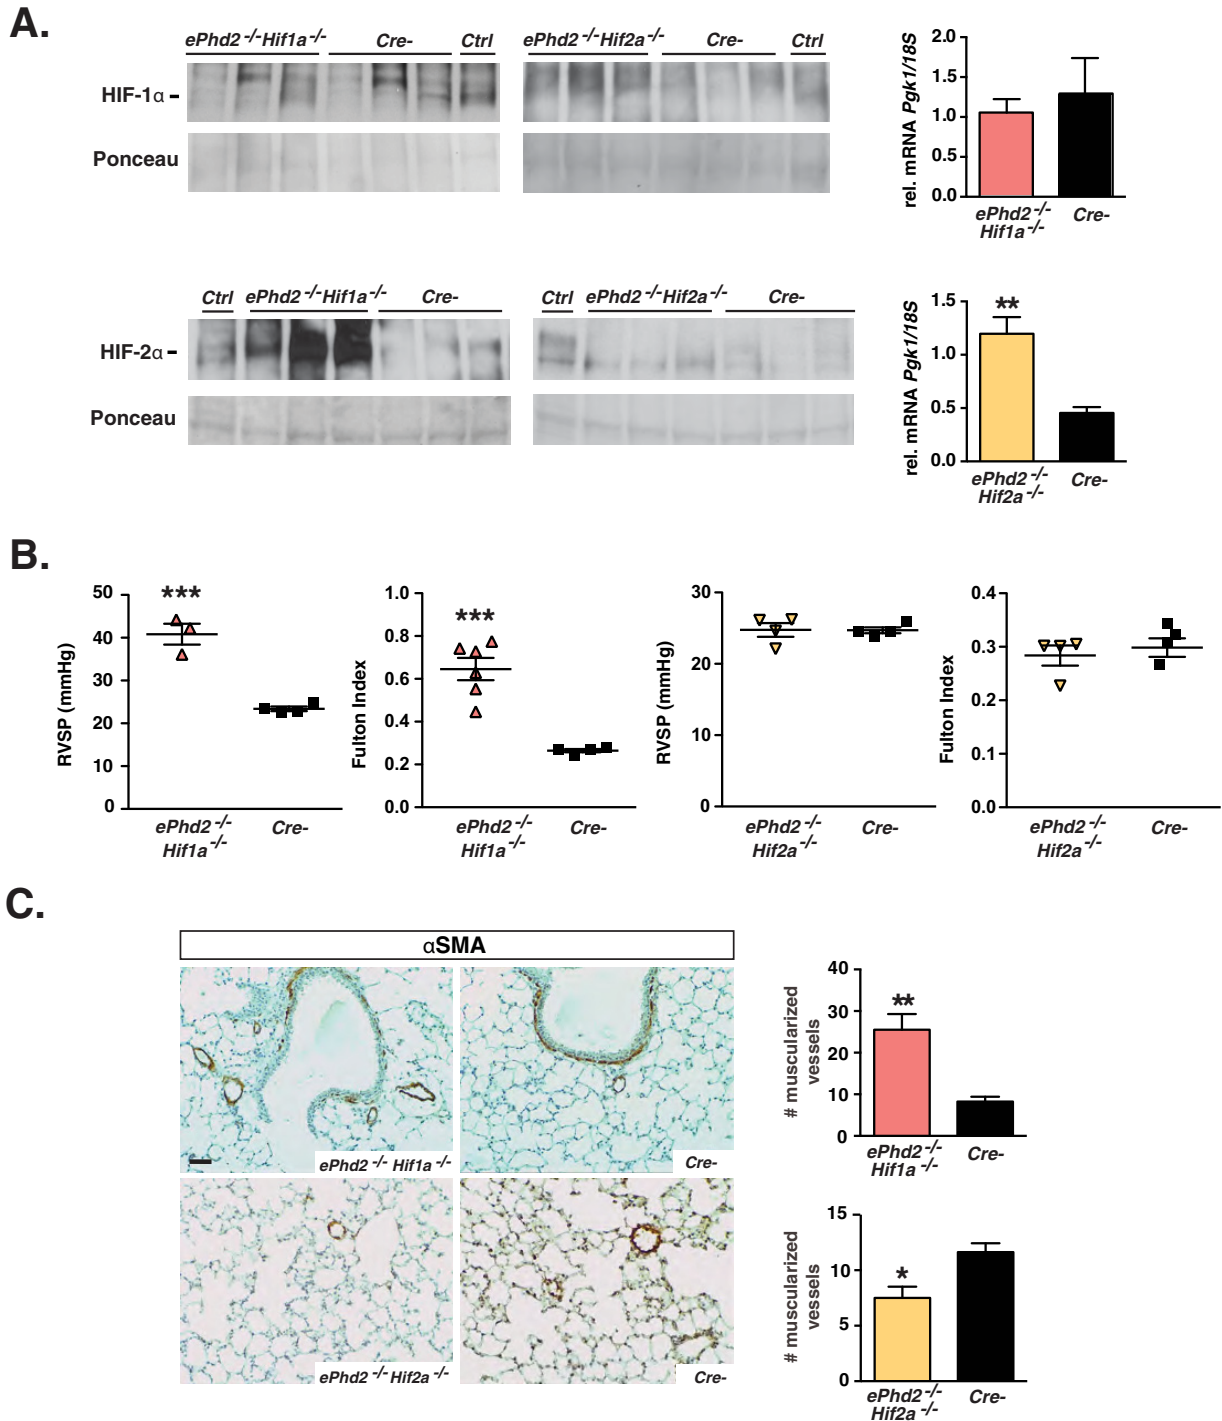 A.
ePhd2 -/- Hif1a -/- Cre- Ctrl
HIF-1α
Ponceau
ePhd2 -/- Hif2a -/- Cre- Ctrl
rel. mRNA Pgk1/18S
2.0
1.5
1.0
0.5
0.0
ePhd2 -/- Cre-
Hif1a -/-
Ctrl ePhd2 -/- Hif1a -/- Cre-
HIF-2α
Ponceau
Ctrl ePhd2 -/- Hif2a -/- Cre-
rel. mRNA Pgk1/18S
1.5
1.0
0.5
0.0
**
ePhd2 -/- Cre-
Hif2a -/-
B.
RVSP (mmHg)
50
40
30
20
10
0
***
ePhd2 -/- Cre-
Hif1a -/-
Fulton Index
1.0
0.8
0.6
0.4
0.2
0.0
***
ePhd2 -/- Cre-
Hif1a -/-
RVSP (mmHg)
30
20
10
0
ePhd2 -/- Cre-
Hif2a -/-
Fulton Index
0.4
0.3
0.2
0.1
0.0
ePhd2 -/- Cre-
Hif2a -/-
C.
αSMA
ePhd2 -/- Hif1a -/-
Cre-
ePhd2 -/- Hif2a -/-
Cre-
# muscularized
vessels
40
30
20
10
0
**
ePhd2 -/- Cre-
Hif1a -/-
# muscularized
vessels
15
10
5
0
*
ePhd2 -/- Cre-
Hif2a -/-